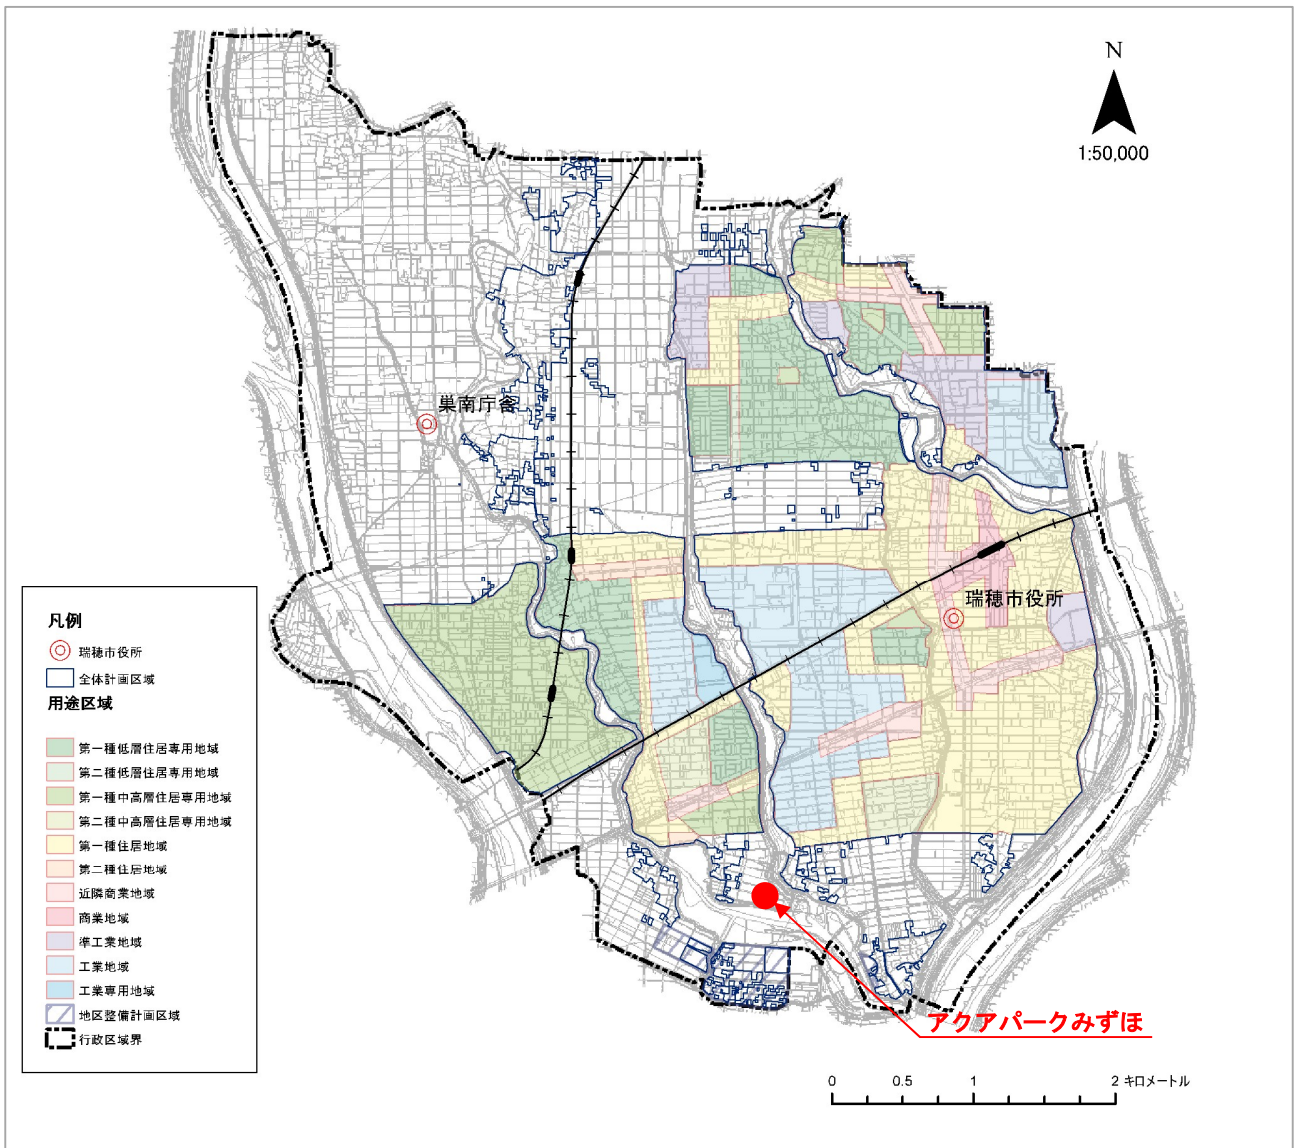 N
1:50,000
巣南庁舎
瑞穂市役所
凡例
瑞穂市役所
全体計画区域
用途区域
第一種低層住居専用地域
第二種低層住居専用地域
第一種中高層住居専用地域
第二種中高層住居専用地域
第一種住居地域
第二種住居地域
近隣商業地域
商業地域
準工業地域
工業地域
工業専用地域
地区整備計画区域
行政区域界
アクアパークみずほ
0 0.5 1 2 キロメートル